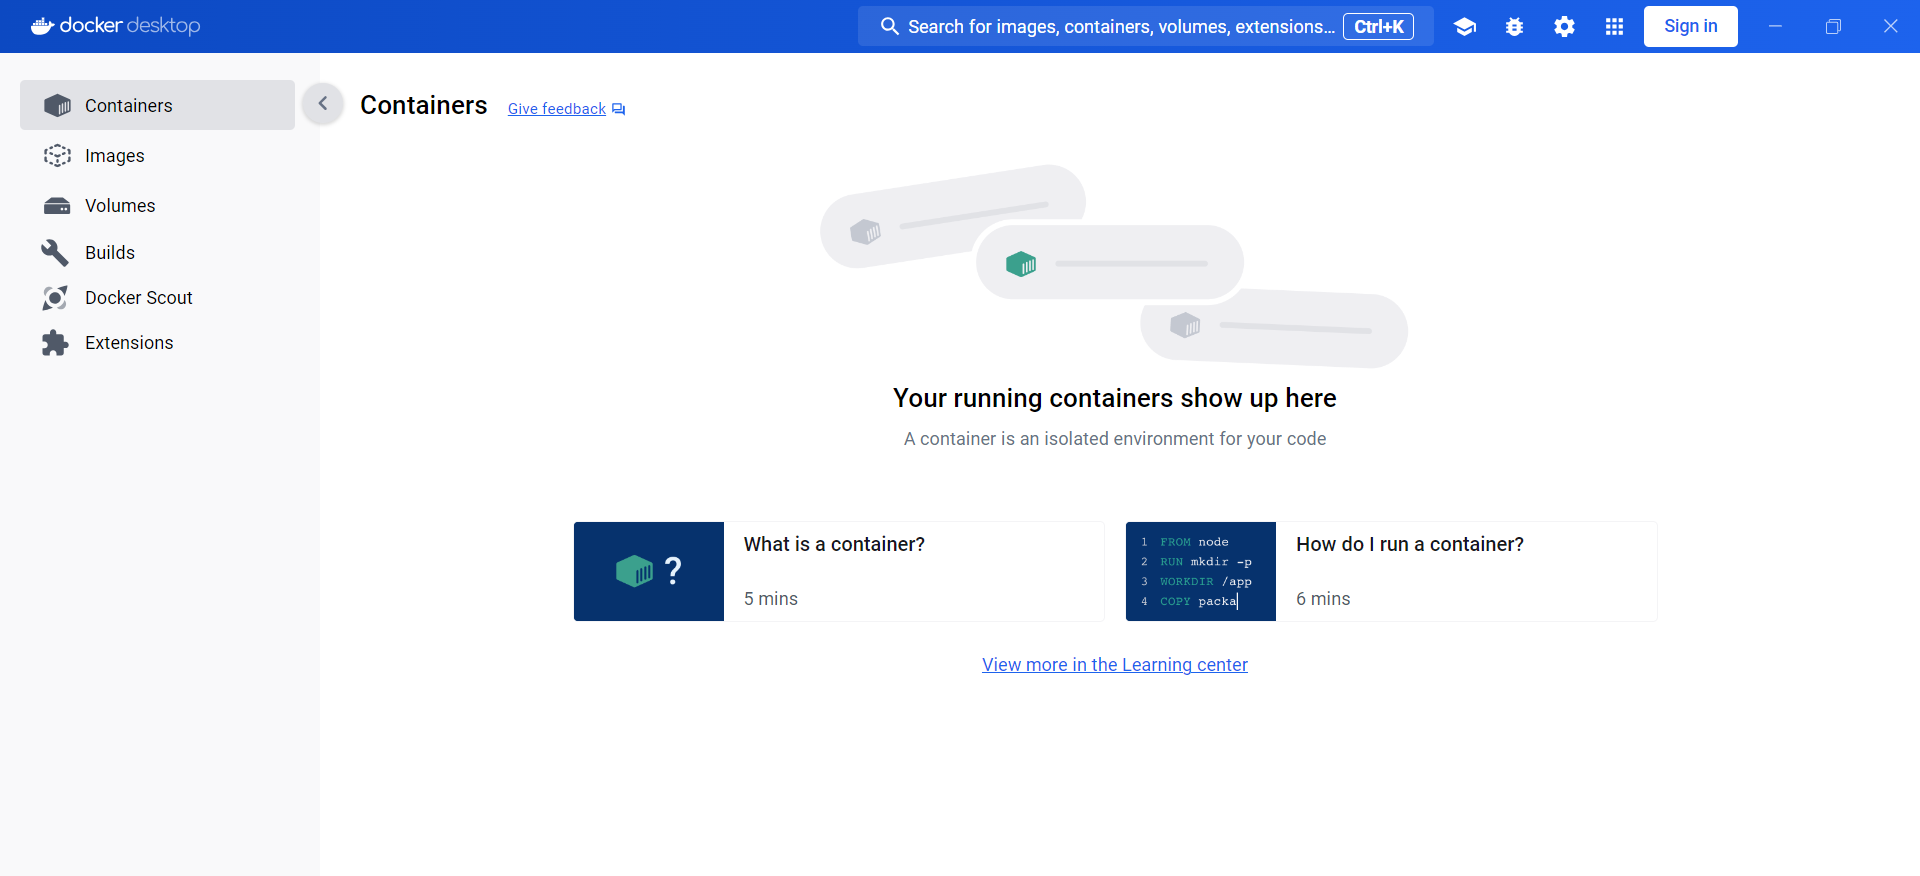 docker desktop
Search for images, containers, volumes, extensions... Ctrl+K
Sign in
Containers
Images
Volumes
Builds
Docker Scout
Extensions
Containers Give feedback
Your running containers show up here
A container is an isolated environment for your code
?
What is a container?
5 mins
1 FROM node
2 RUN mkdir -p
3 WORKDIR /app
4 COPY packa
How do I run a container?
6 mins
View more in the Learning center